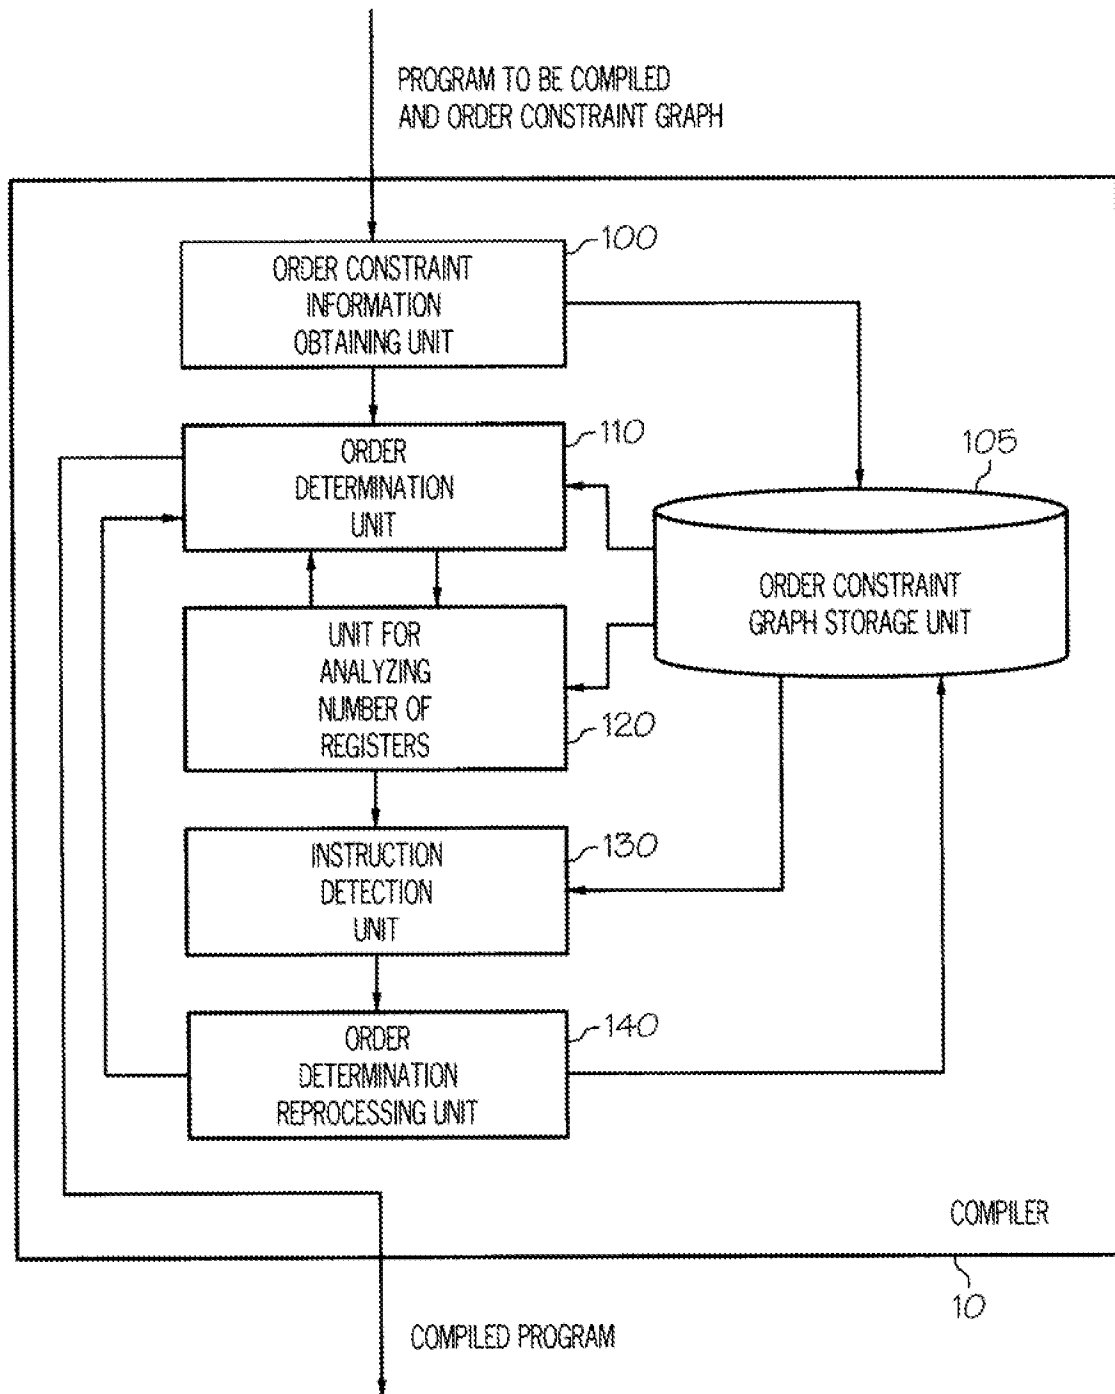 PROGRAM TO BE COMPILED
AND ORDER CONSTRAINT GRAPH
100
ORDER CONSTRAINT
INFORMATION
OBTAINING UNIT
110
ORDER
DETERMINATION
UNIT
105
ORDER CONSTRAINT
GRAPH STORAGE UNIT
UNIT FOR
ANALYZING
NUMBER OF
REGISTERS
120
130
INSTRUCTION
DETECTION
UNIT
140
ORDER
DETERMINATION
REPROCESSING UNIT
COMPILER
10
COMPILED PROGRAM